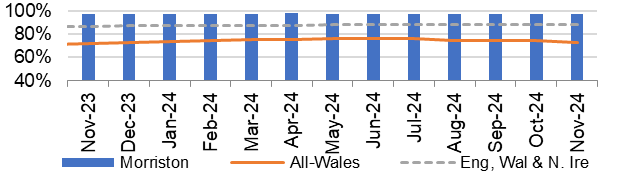 100%
80%
60%
40%
Nov-23
Dec-23
Jan-24
Feb-24
Mar-24
Apr-24
May-24
Jun-24
Jul-24
Aug-24
Sep-24
Oct-24
Nov-24
Morriston All-Wales Eng, Wal & N. Ire